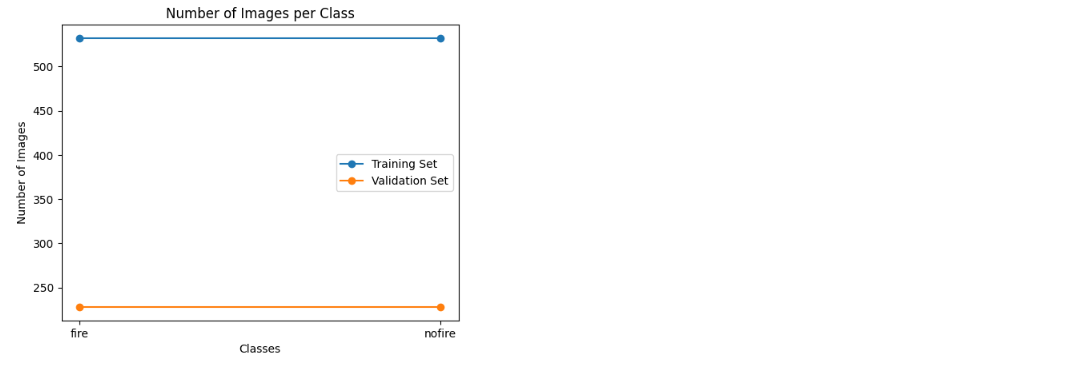 Number of Images per Class
Number of Images
500
450
400
350
300
250
Training Set
Validation Set
fire
nofire
Classes